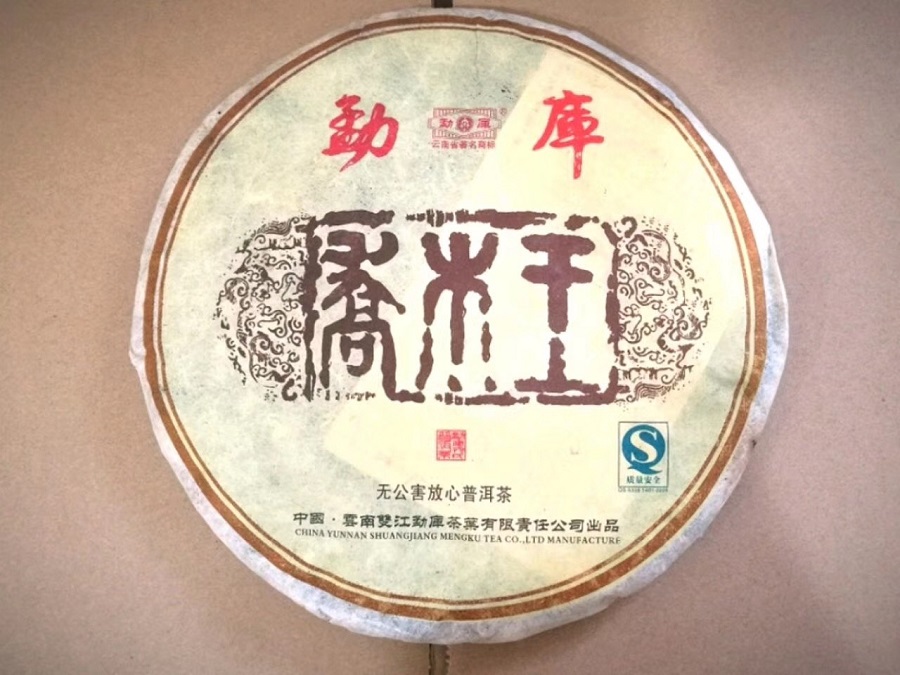 勐 庫
勐 庫
®
云南省著名商标
喬木王
无公害放心普洱茶
中國·雲南雙江勐库茶葉有限責任公司出品
CHINA YUNNAN SHUANGJIANG MENGKU TEA CO.,LTD MANUFACTURE
质量安全